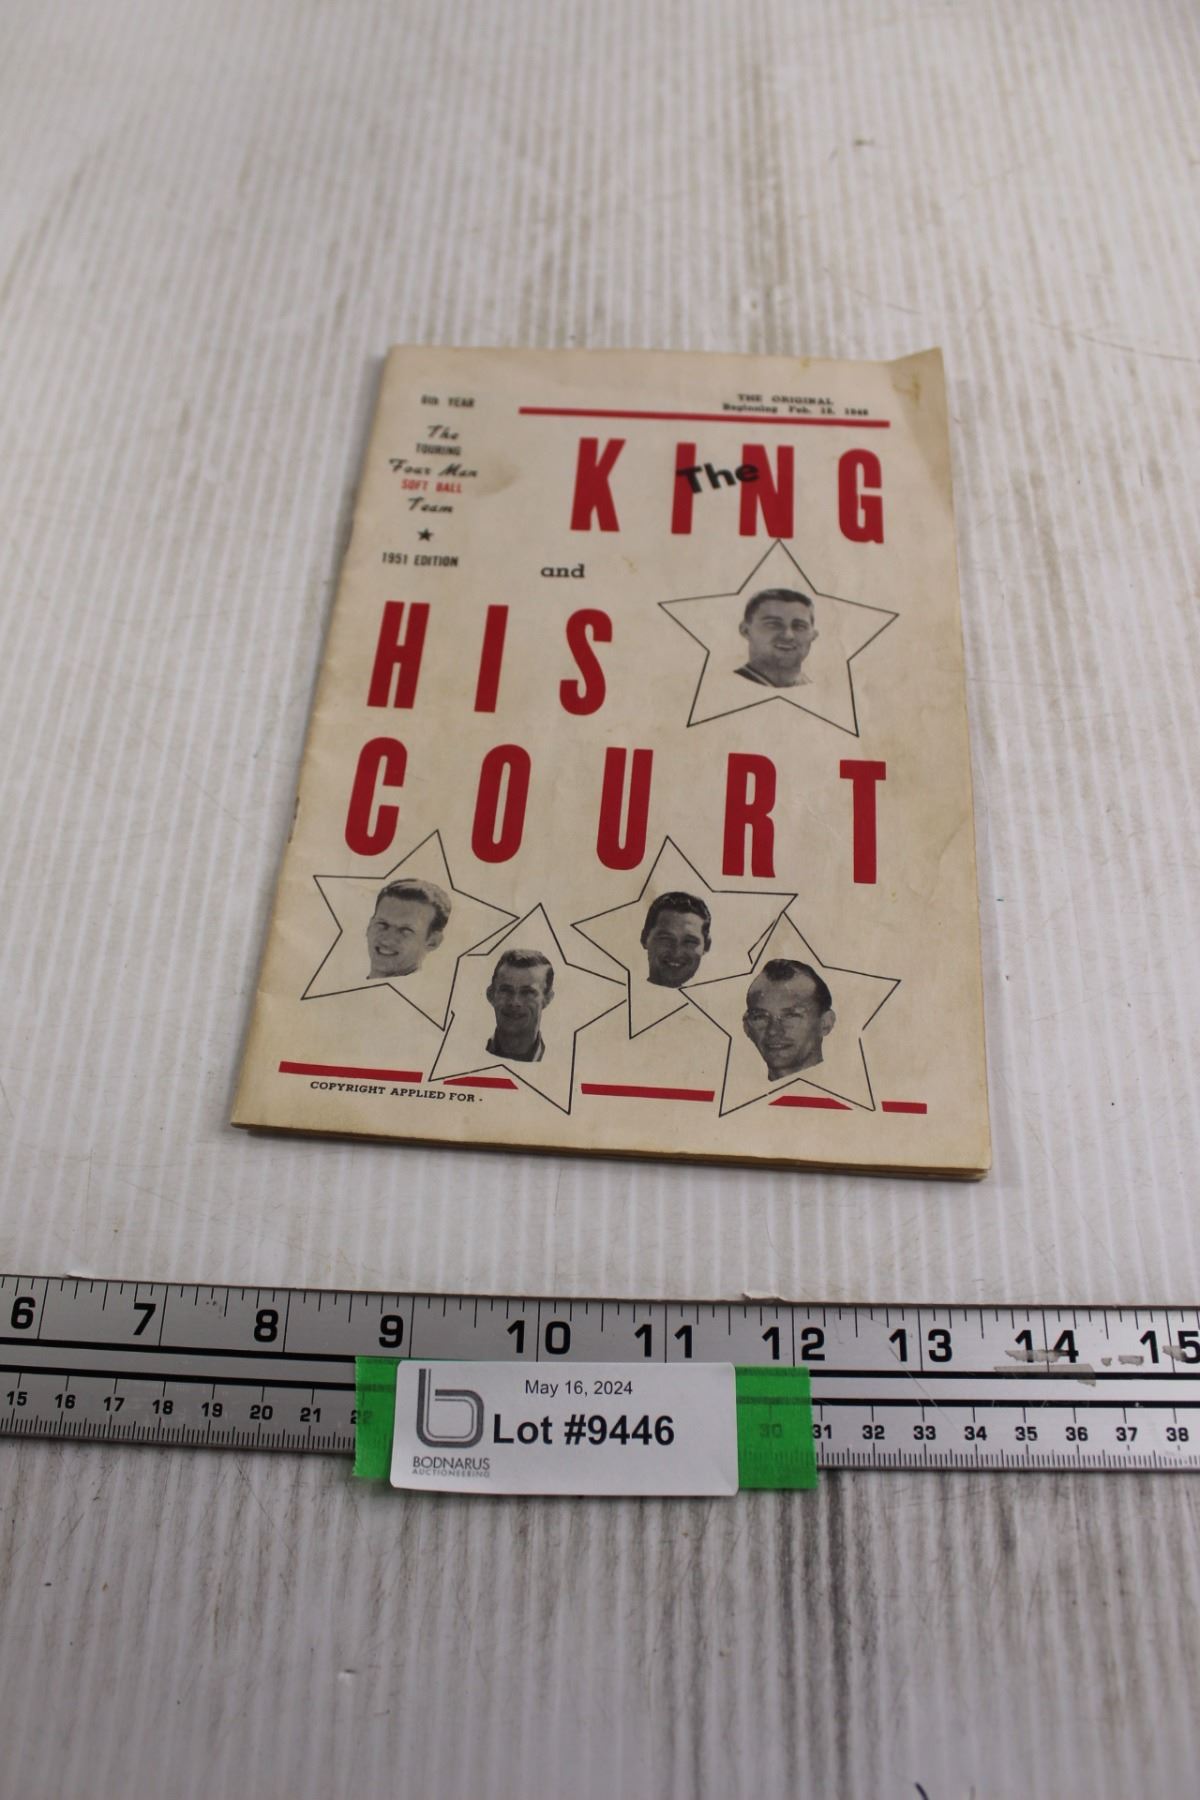 6th YEAR
The
TOURING
Four Man
SOFT BALL
Team
★
1951 EDITION
THE ORIGINAL
Beginning Feb. 1946
The
KING
and
HIS
COURT
COPYRIGHT APPLIED FOR -
6 7 8 9 10 11 12 13 14 15
15 16 17 18 19 20 21 22 30 31 32 33 34 35 36 37 38
May 16, 2024
Lot #9446
b
BODNARUS
AUCTIONEERING